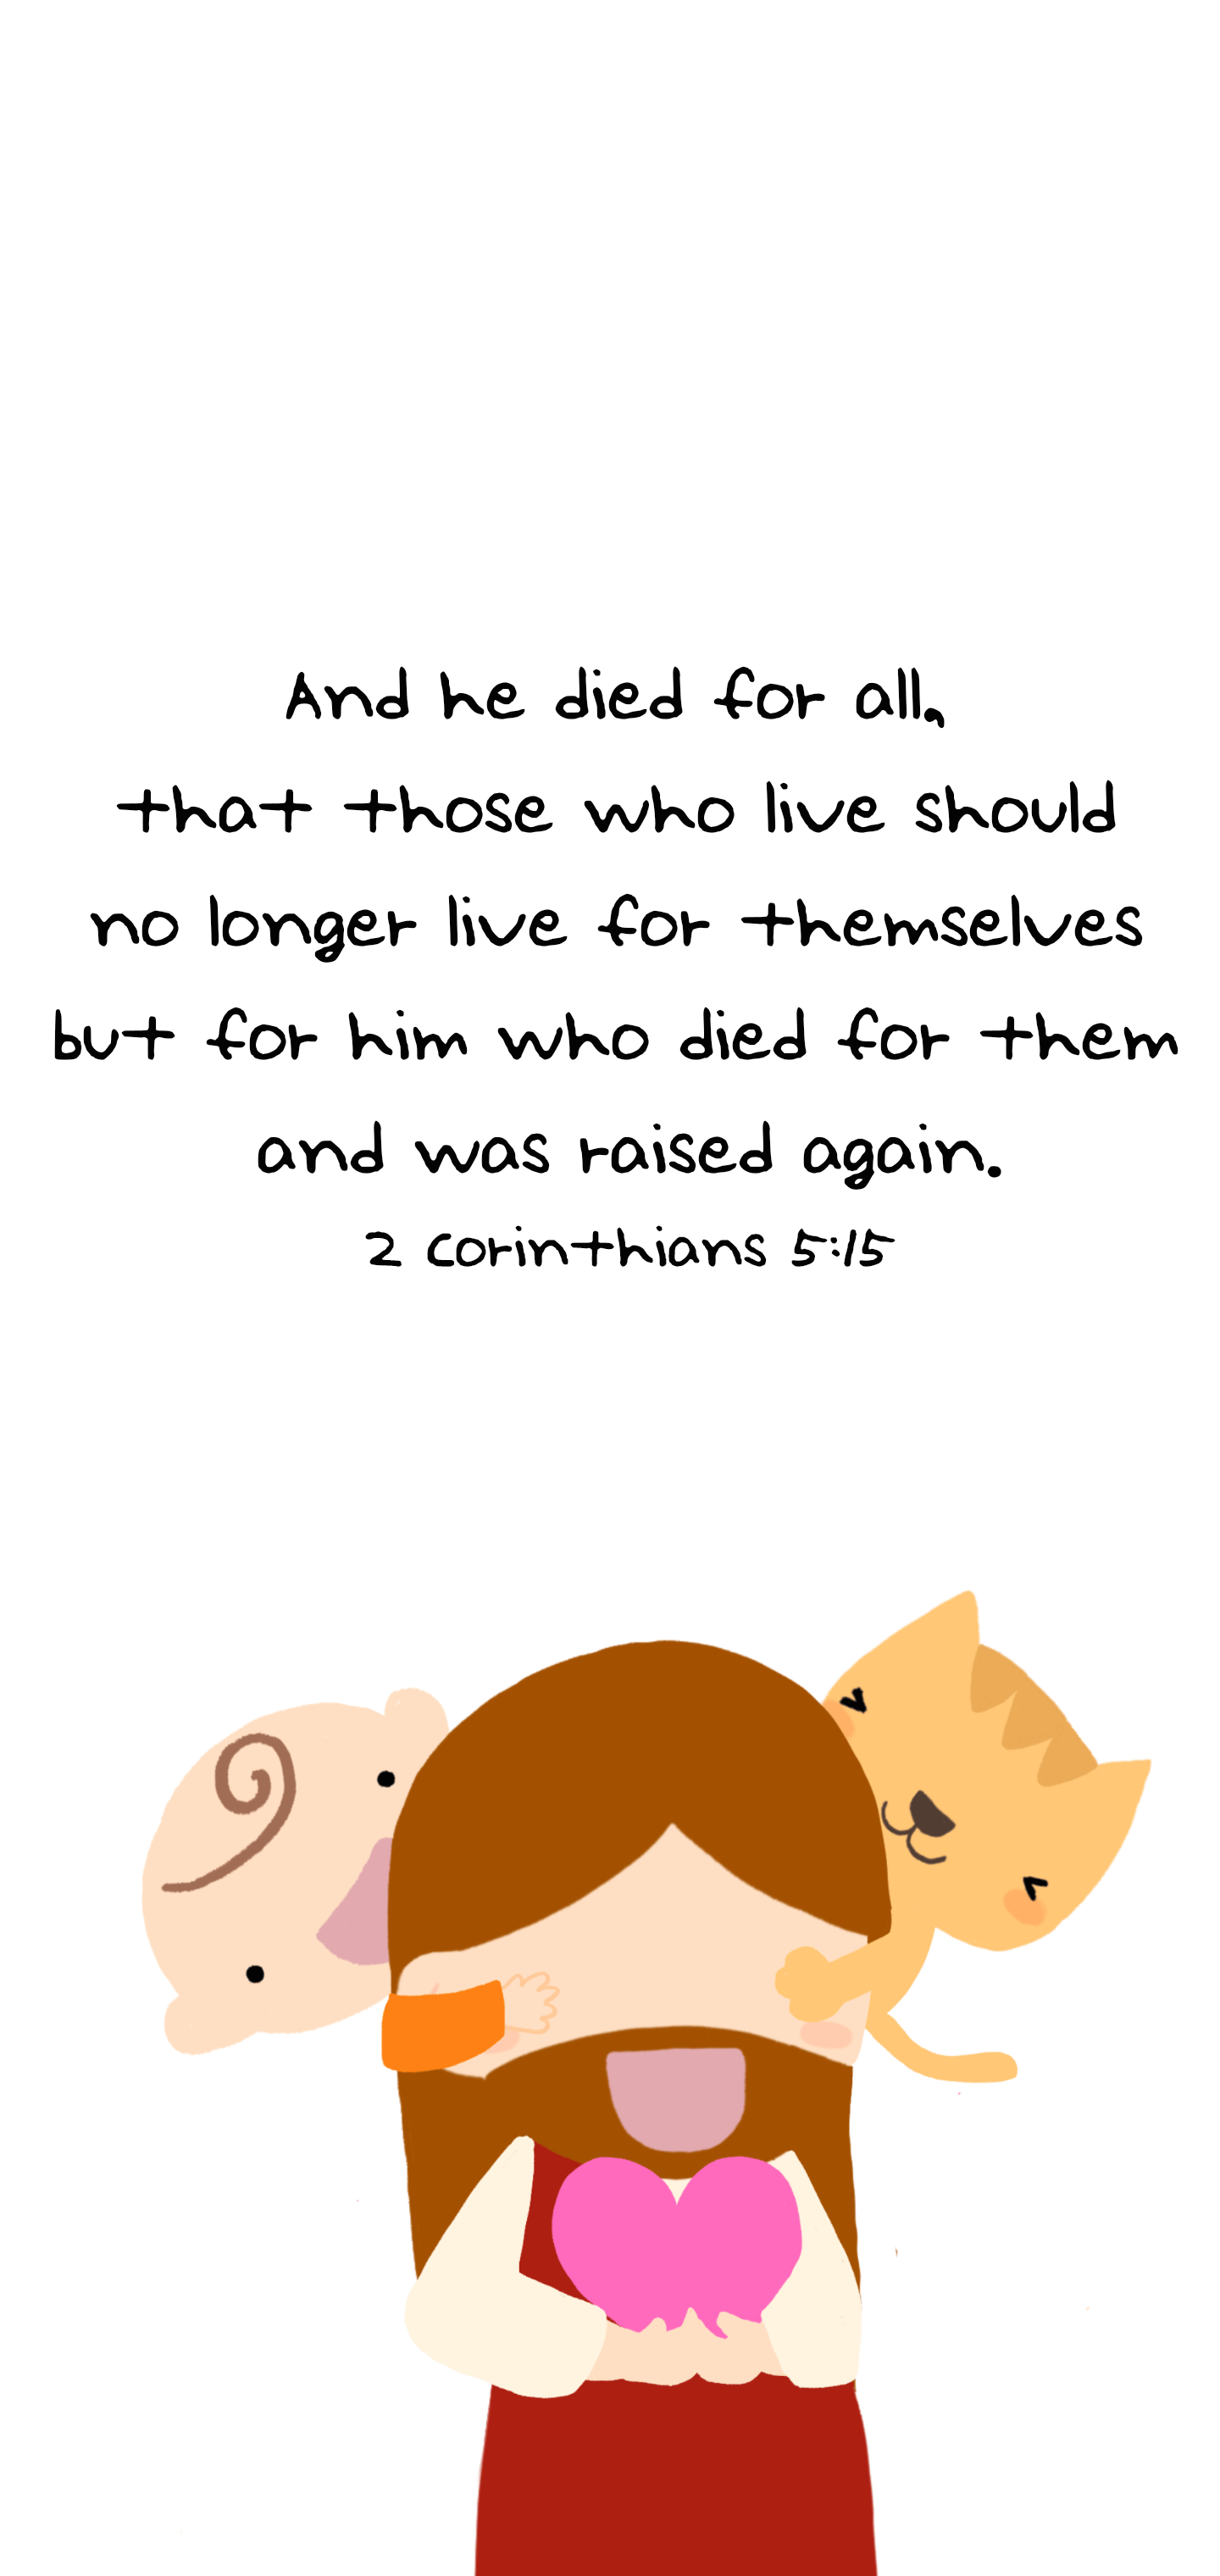 And he died for all,
that those who live should
no longer live for themselves
but for him who died for them
and was raised again.
2 Corinthians 5:15